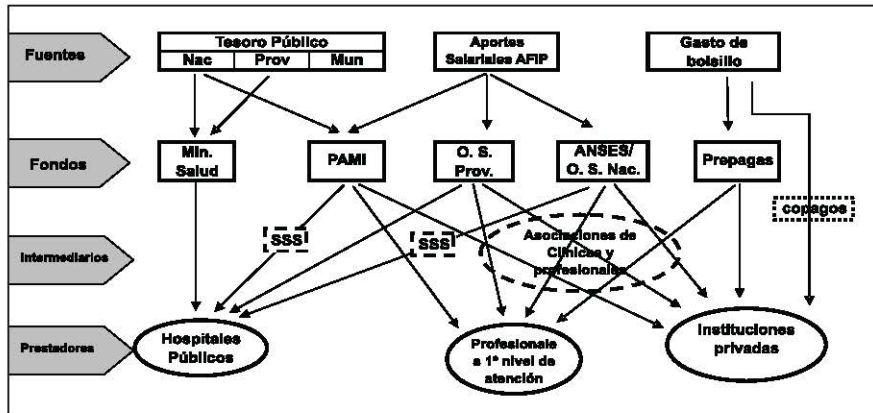 Fuentes
Tesoro Público
Nac Prov Mun
Aportes
Salariales AFIP
Gasto de
bolsillo
Fondos
Min.
Salud
PAMI
O. S.
Prov.
ANSES/
O. S. Nac.
Prepagas
copagos
Intermediarios
SSS
SSS
Asociaciones de
Clínicas y
profesionales
Prestadores
Hospitales
Públicos
Profesionale
a 1º nivel de
atención
Instituciones
privadas